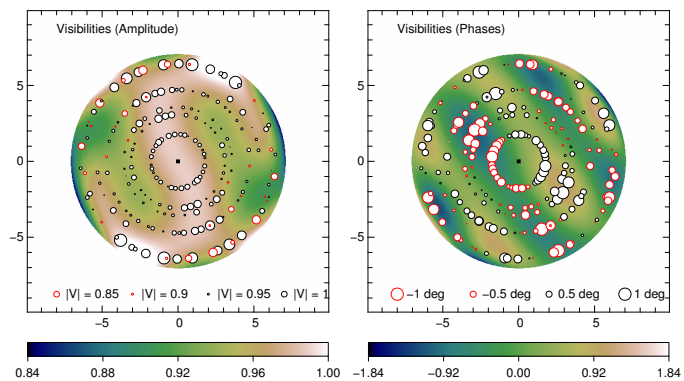 Visibilities (Amplitude)
Visibilities (Phases)
5
0
−5
5
0
−5
|V| = 0.85 |V| = 0.9 |V| = 0.95 |V| = 1
−1 deg −0.5 deg 0.5 deg 1 deg
−5 0 5
−5 0 5
0.84 0.88 0.92 0.96 1.00
−1.84 −0.92 0.00 0.92 1.84